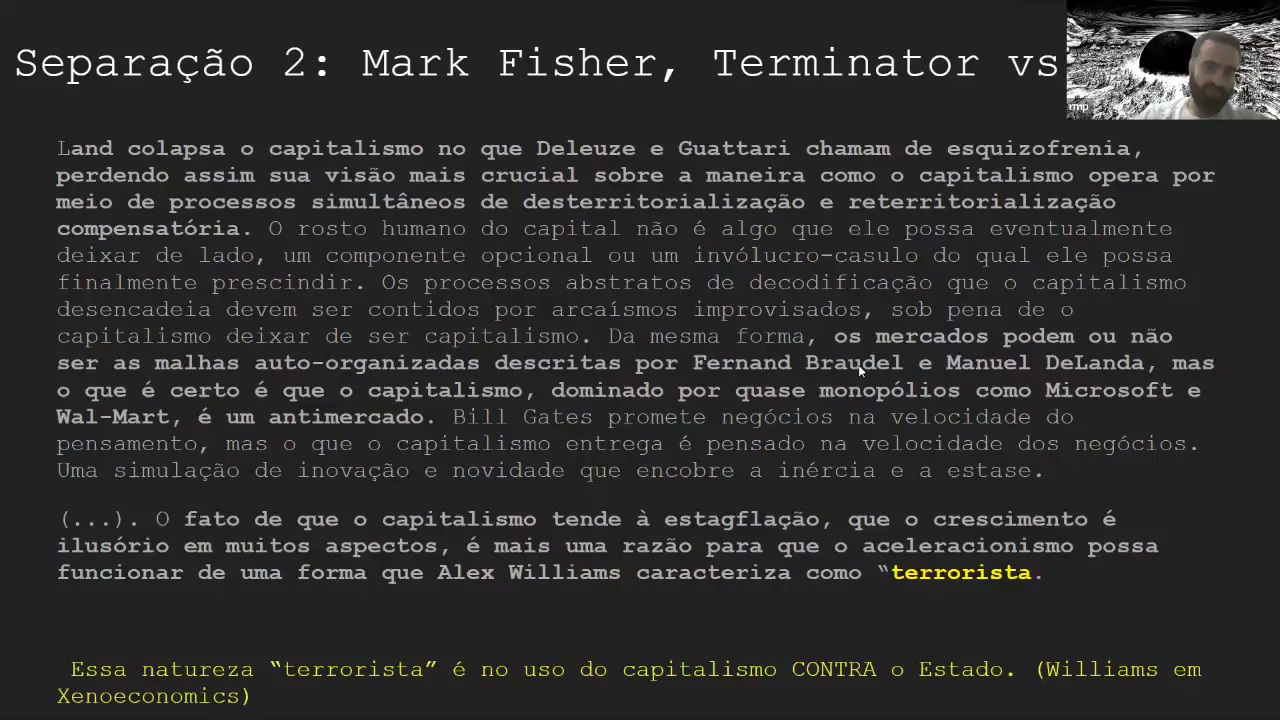 Separação 2: Mark Fisher, Terminator vs
rmp
Land colapsa o capitalismo no que Deleuze e Guattari chamam de esquizofrenia,
perdendo assim sua visão mais crucial sobre a maneira como o capitalismo opera por
meio de processos simultâneos de desterritorialização e reterritorialização
compensatória. O rosto humano do capital não é algo que ele possa eventualmente
deixar de lado, um componente opcional ou um invólucro-casulo do qual ele possa
finalmente prescindir. Os processos abstratos de decodificação que o capitalismo
desencadeia devem ser contidos por arcaísmos improvisados, sob pena de o
capitalismo deixar de ser capitalismo. Da mesma forma, os mercados podem ou não
ser as malhas auto-organizadas descritas por Fernand Braudel e Manuel DeLanda, mas
o que é certo é que o capitalismo, dominado por quase monopólios como Microsoft e
Wal-Mart, é um antimercado. Bill Gates promete negócios na velocidade do
pensamento, mas o que o capitalismo entrega é pensado na velocidade dos negócios.
Uma simulação de inovação e novidade que encobre a inércia e a estase.
(...). O fato de que o capitalismo tende à estagflação, que o crescimento é
ilusório em muitos aspectos, é mais uma razão para que o aceleracionismo possa
funcionar de uma forma que Alex Williams caracteriza como “terrorista.
Essa natureza “terrorista” é no uso do capitalismo CONTRA o Estado. (Williams em
Xenoeconomics)